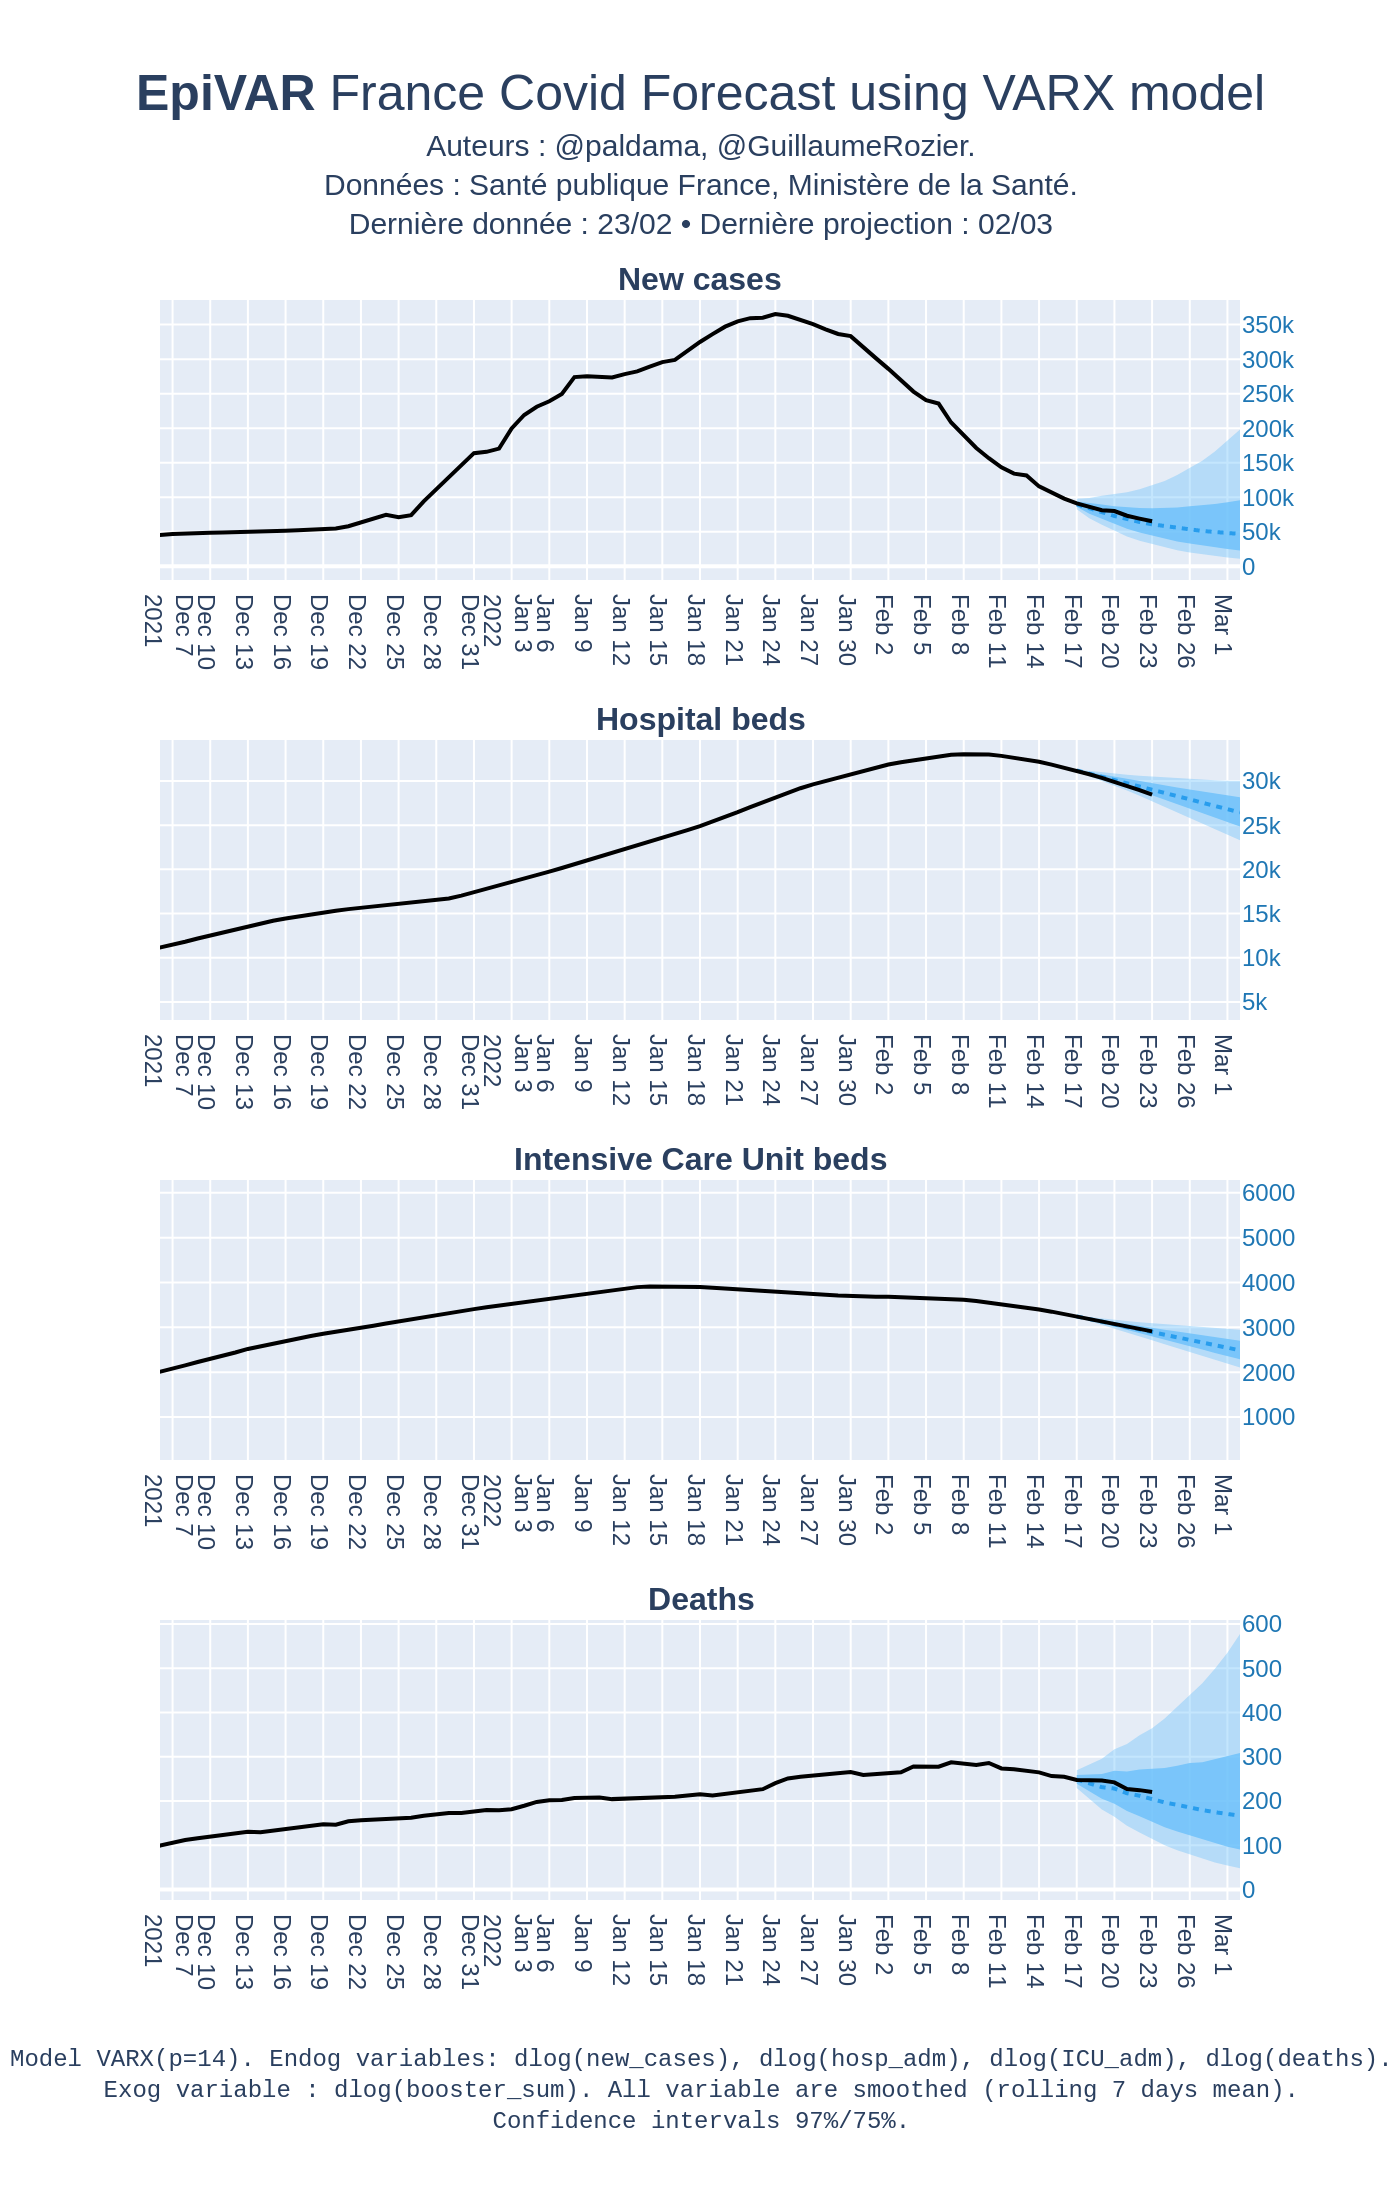 EpiVAR France Covid Forecast using VARX model
Auteurs : @paldama, @GuillaumeRozier.
Données : Santé publique France, Ministère de la Santé.
Dernière donnée : 23/02 • Dernière projection : 02/03
New cases
350k
300k
250k
200k
150k
100k
50k
0
2021 Dec 7 Dec 10 Dec 13 Dec 16 Dec 19 Dec 22 Dec 25 Dec 28 Dec 31 2022 Jan 3 Jan 6 Jan 9 Jan 12 Jan 15 Jan 18 Jan 21 Jan 24 Jan 27 Jan 30 Feb 2 Feb 5 Feb 8 Feb 11 Feb 14 Feb 17 Feb 20 Feb 23 Feb 26 Mar 1
Hospital beds
30k
25k
20k
15k
10k
5k
2021 Dec 7 Dec 10 Dec 13 Dec 16 Dec 19 Dec 22 Dec 25 Dec 28 Dec 31 2022 Jan 3 Jan 6 Jan 9 Jan 12 Jan 15 Jan 18 Jan 21 Jan 24 Jan 27 Jan 30 Feb 2 Feb 5 Feb 8 Feb 11 Feb 14 Feb 17 Feb 20 Feb 23 Feb 26 Mar 1
Intensive Care Unit beds
6000
5000
4000
3000
2000
1000
2021 Dec 7 Dec 10 Dec 13 Dec 16 Dec 19 Dec 22 Dec 25 Dec 28 Dec 31 2022 Jan 3 Jan 6 Jan 9 Jan 12 Jan 15 Jan 18 Jan 21 Jan 24 Jan 27 Jan 30 Feb 2 Feb 5 Feb 8 Feb 11 Feb 14 Feb 17 Feb 20 Feb 23 Feb 26 Mar 1
Deaths
600
500
400
300
200
100
0
2021 Dec 7 Dec 10 Dec 13 Dec 16 Dec 19 Dec 22 Dec 25 Dec 28 Dec 31 2022 Jan 3 Jan 6 Jan 9 Jan 12 Jan 15 Jan 18 Jan 21 Jan 24 Jan 27 Jan 30 Feb 2 Feb 5 Feb 8 Feb 11 Feb 14 Feb 17 Feb 20 Feb 23 Feb 26 Mar 1
Model VARX(p=14). Endog variables: dlog(new_cases), dlog(hosp_adm), dlog(ICU_adm), dlog(deaths).
Exog variable : dlog(booster_sum). All variable are smoothed (rolling 7 days mean).
Confidence intervals 97%/75%.